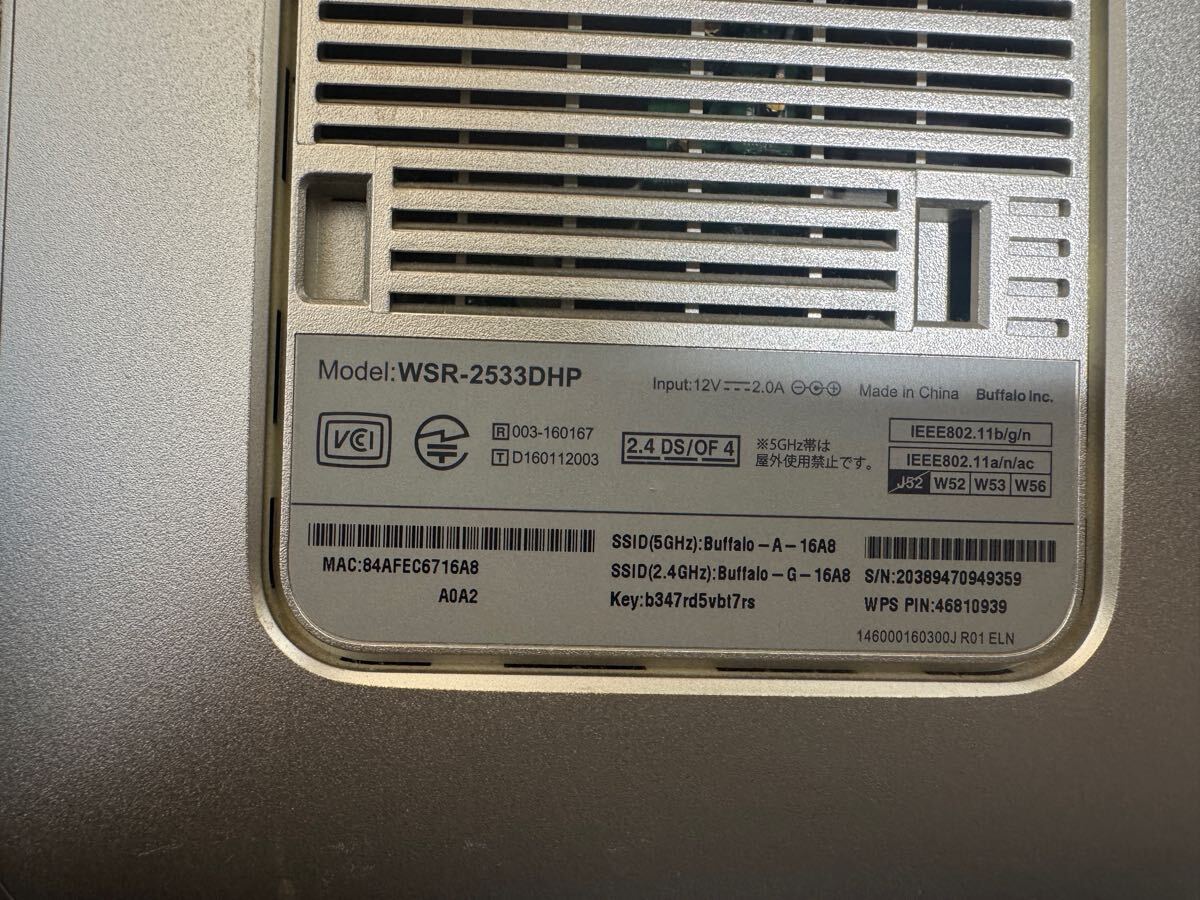 Model:WSR-2533DHP
Input:12V⎓2.0A
Made in China
Buffalo Inc.
VCI
R 003-160167
T D160112003
2.4 DS/OF 4
※5GHz帯は
屋外使用禁止です。
IEEE802.11b/g/n
IEEE802.11a/n/ac
J52 W52 W53 W56
MAC:84AFEC6716A8
A0A2
SSID(5GHz):Buffalo-A-16A8
SSID(2.4GHz):Buffalo-G-16A8
Key:b347rd5vbt7rs
S/N:20389470949359
WPS PIN:46810939
146000160300J R01 ELN